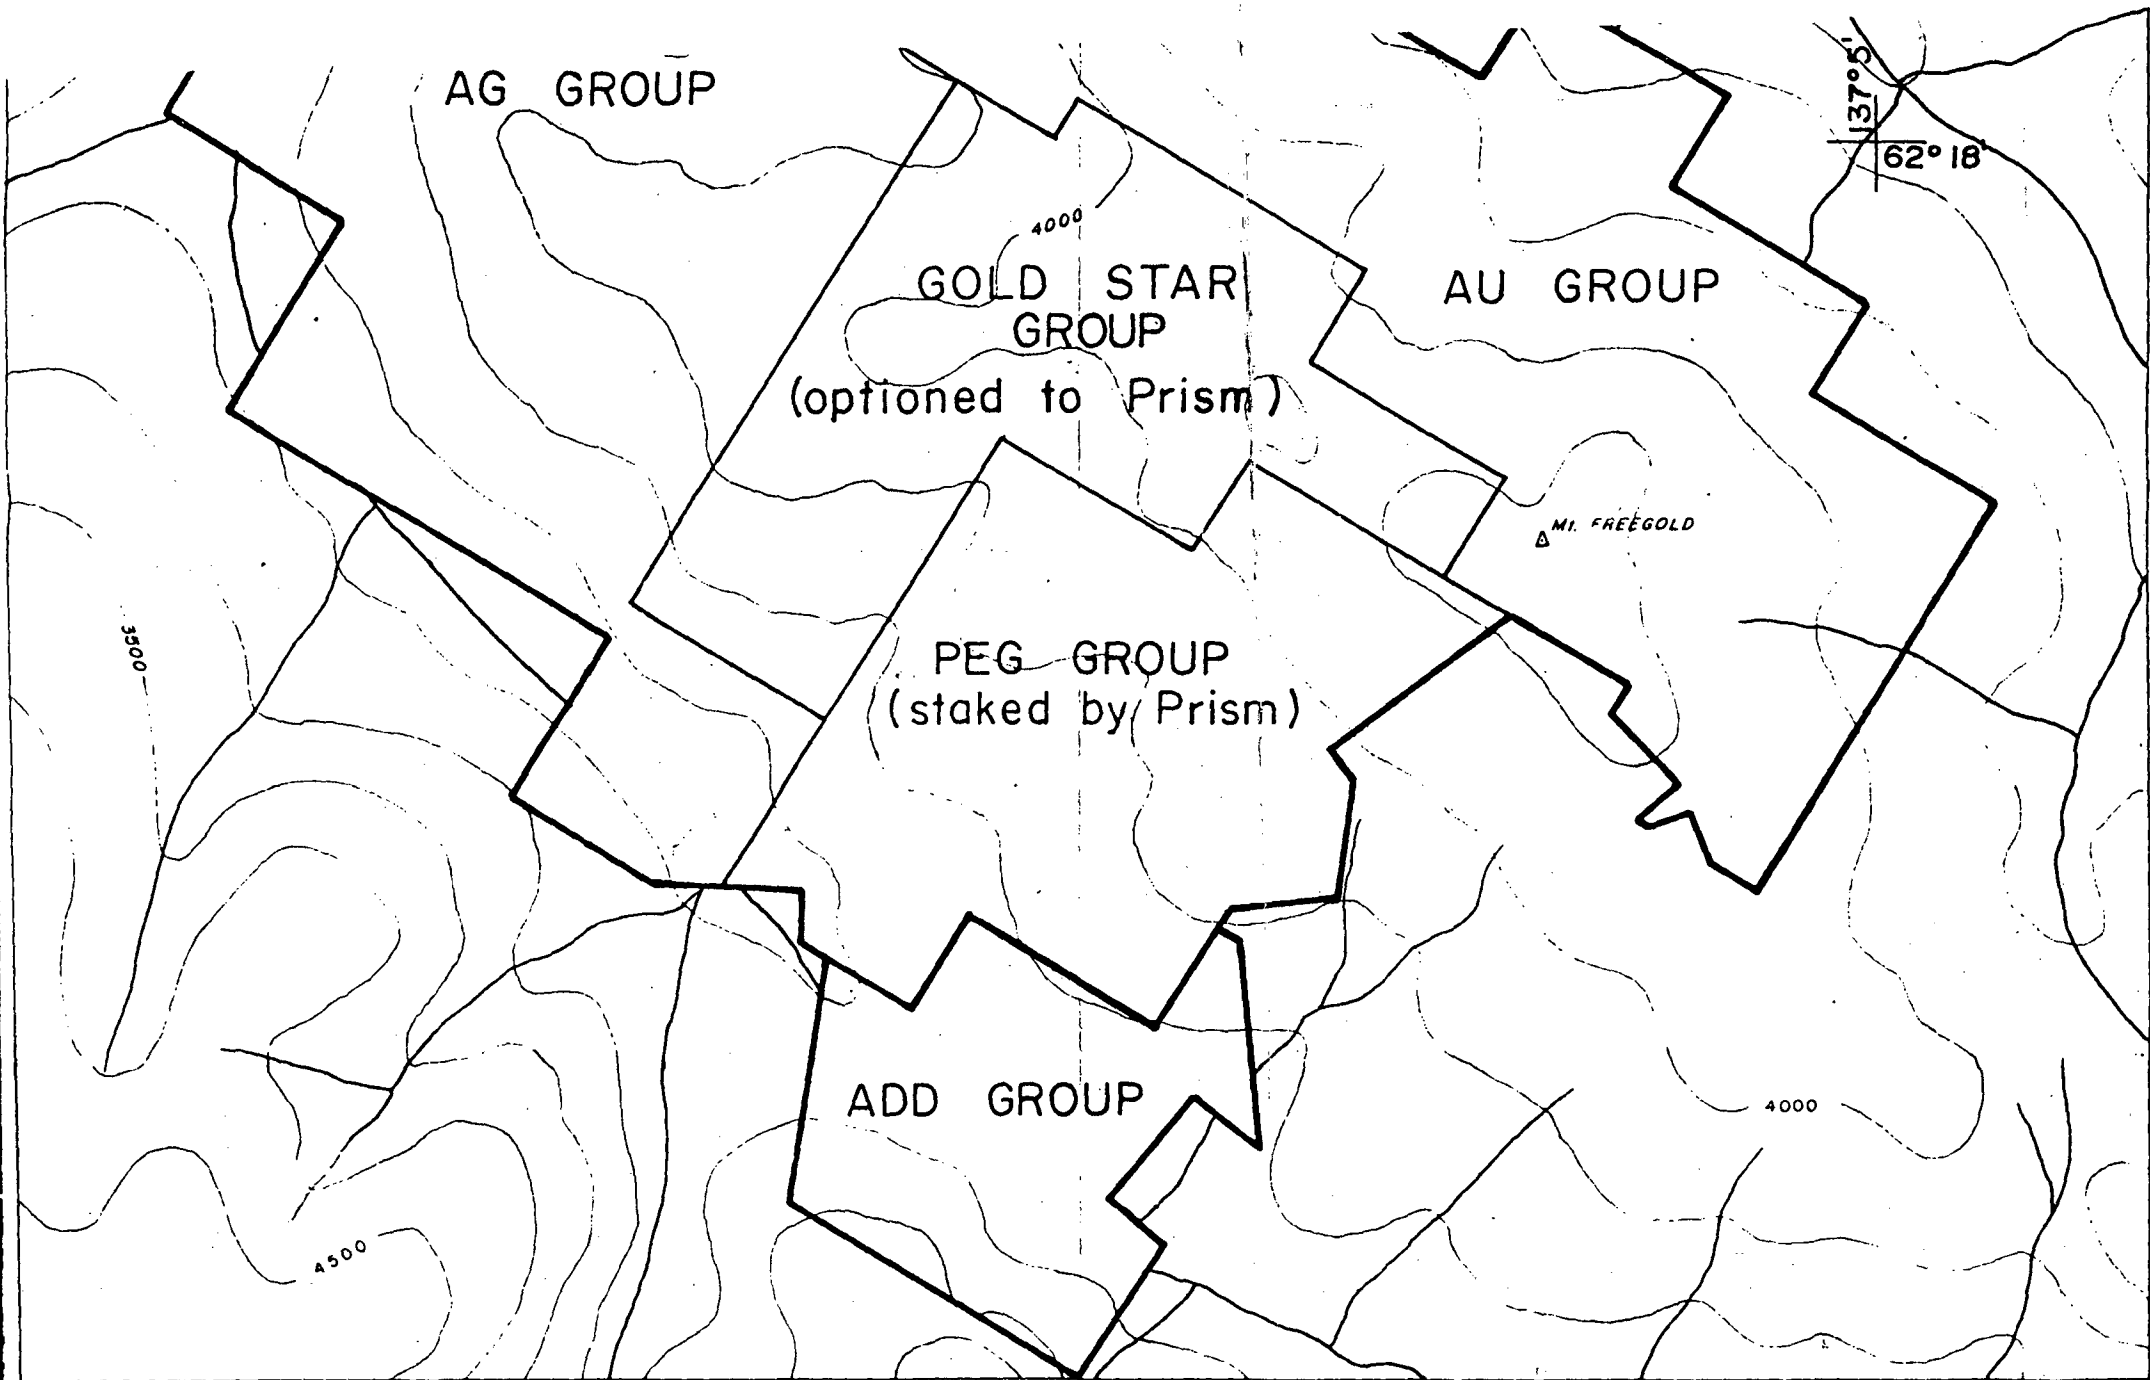 AG GROUP
137°5'
62° 18'
4000
GOLD STAR
GROUP
(optioned to Prism)
AU GROUP
Mt. FREEGOLD
3500
PEG GROUP
(staked by Prism)
ADD GROUP
4000
4500